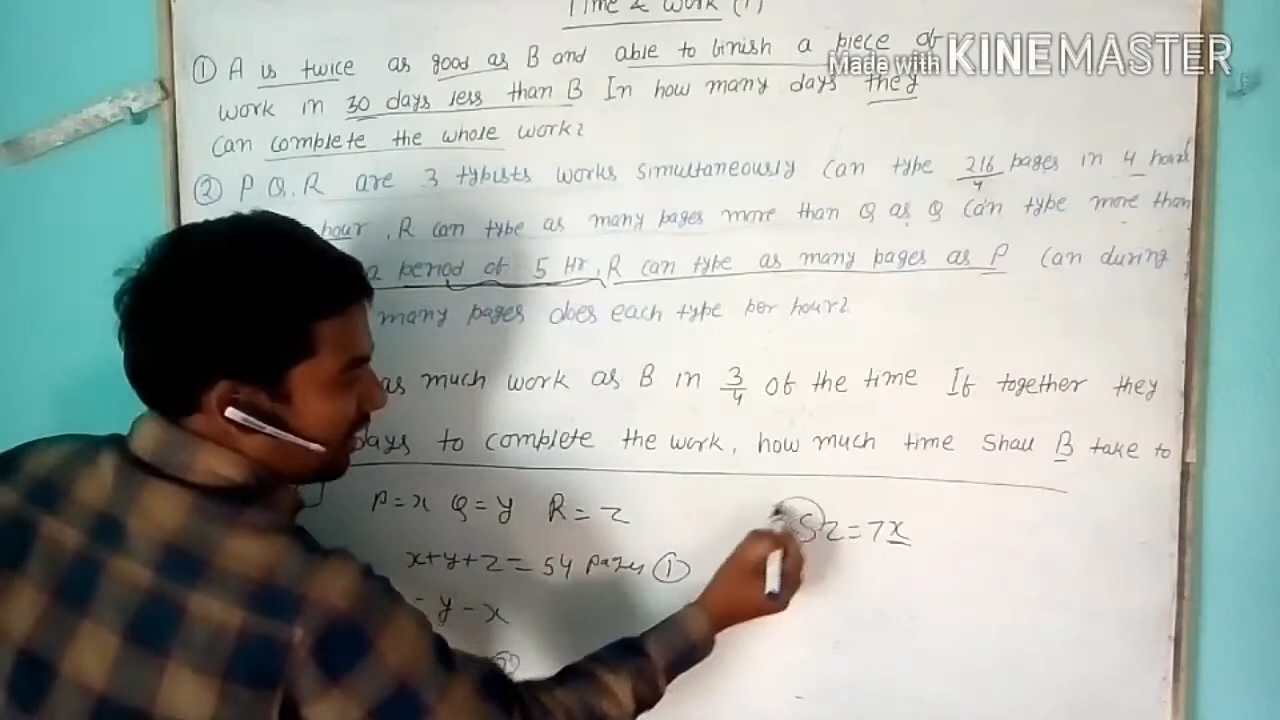 Time & Work (1)
Made with KINEMASTER
① A is twice as good as B and able to finish a piece of
work in 30 days less than B In how many days they
can complete the whole work?
② P.Q.R are 3 typists works simultaneously can type 216/4 pages in 4 hour
hour, R can type as many pages more than Q as Q can type more than
a period of 5 Hr, R can type as many pages as P can during
many pages does each type per hour?
as much work as B in 3/4 of the time If together they
days to complete the work, how much time shall B take to
P=x Q=y R=z
5z=7x
x+y+z=54 pages ①
= y-x